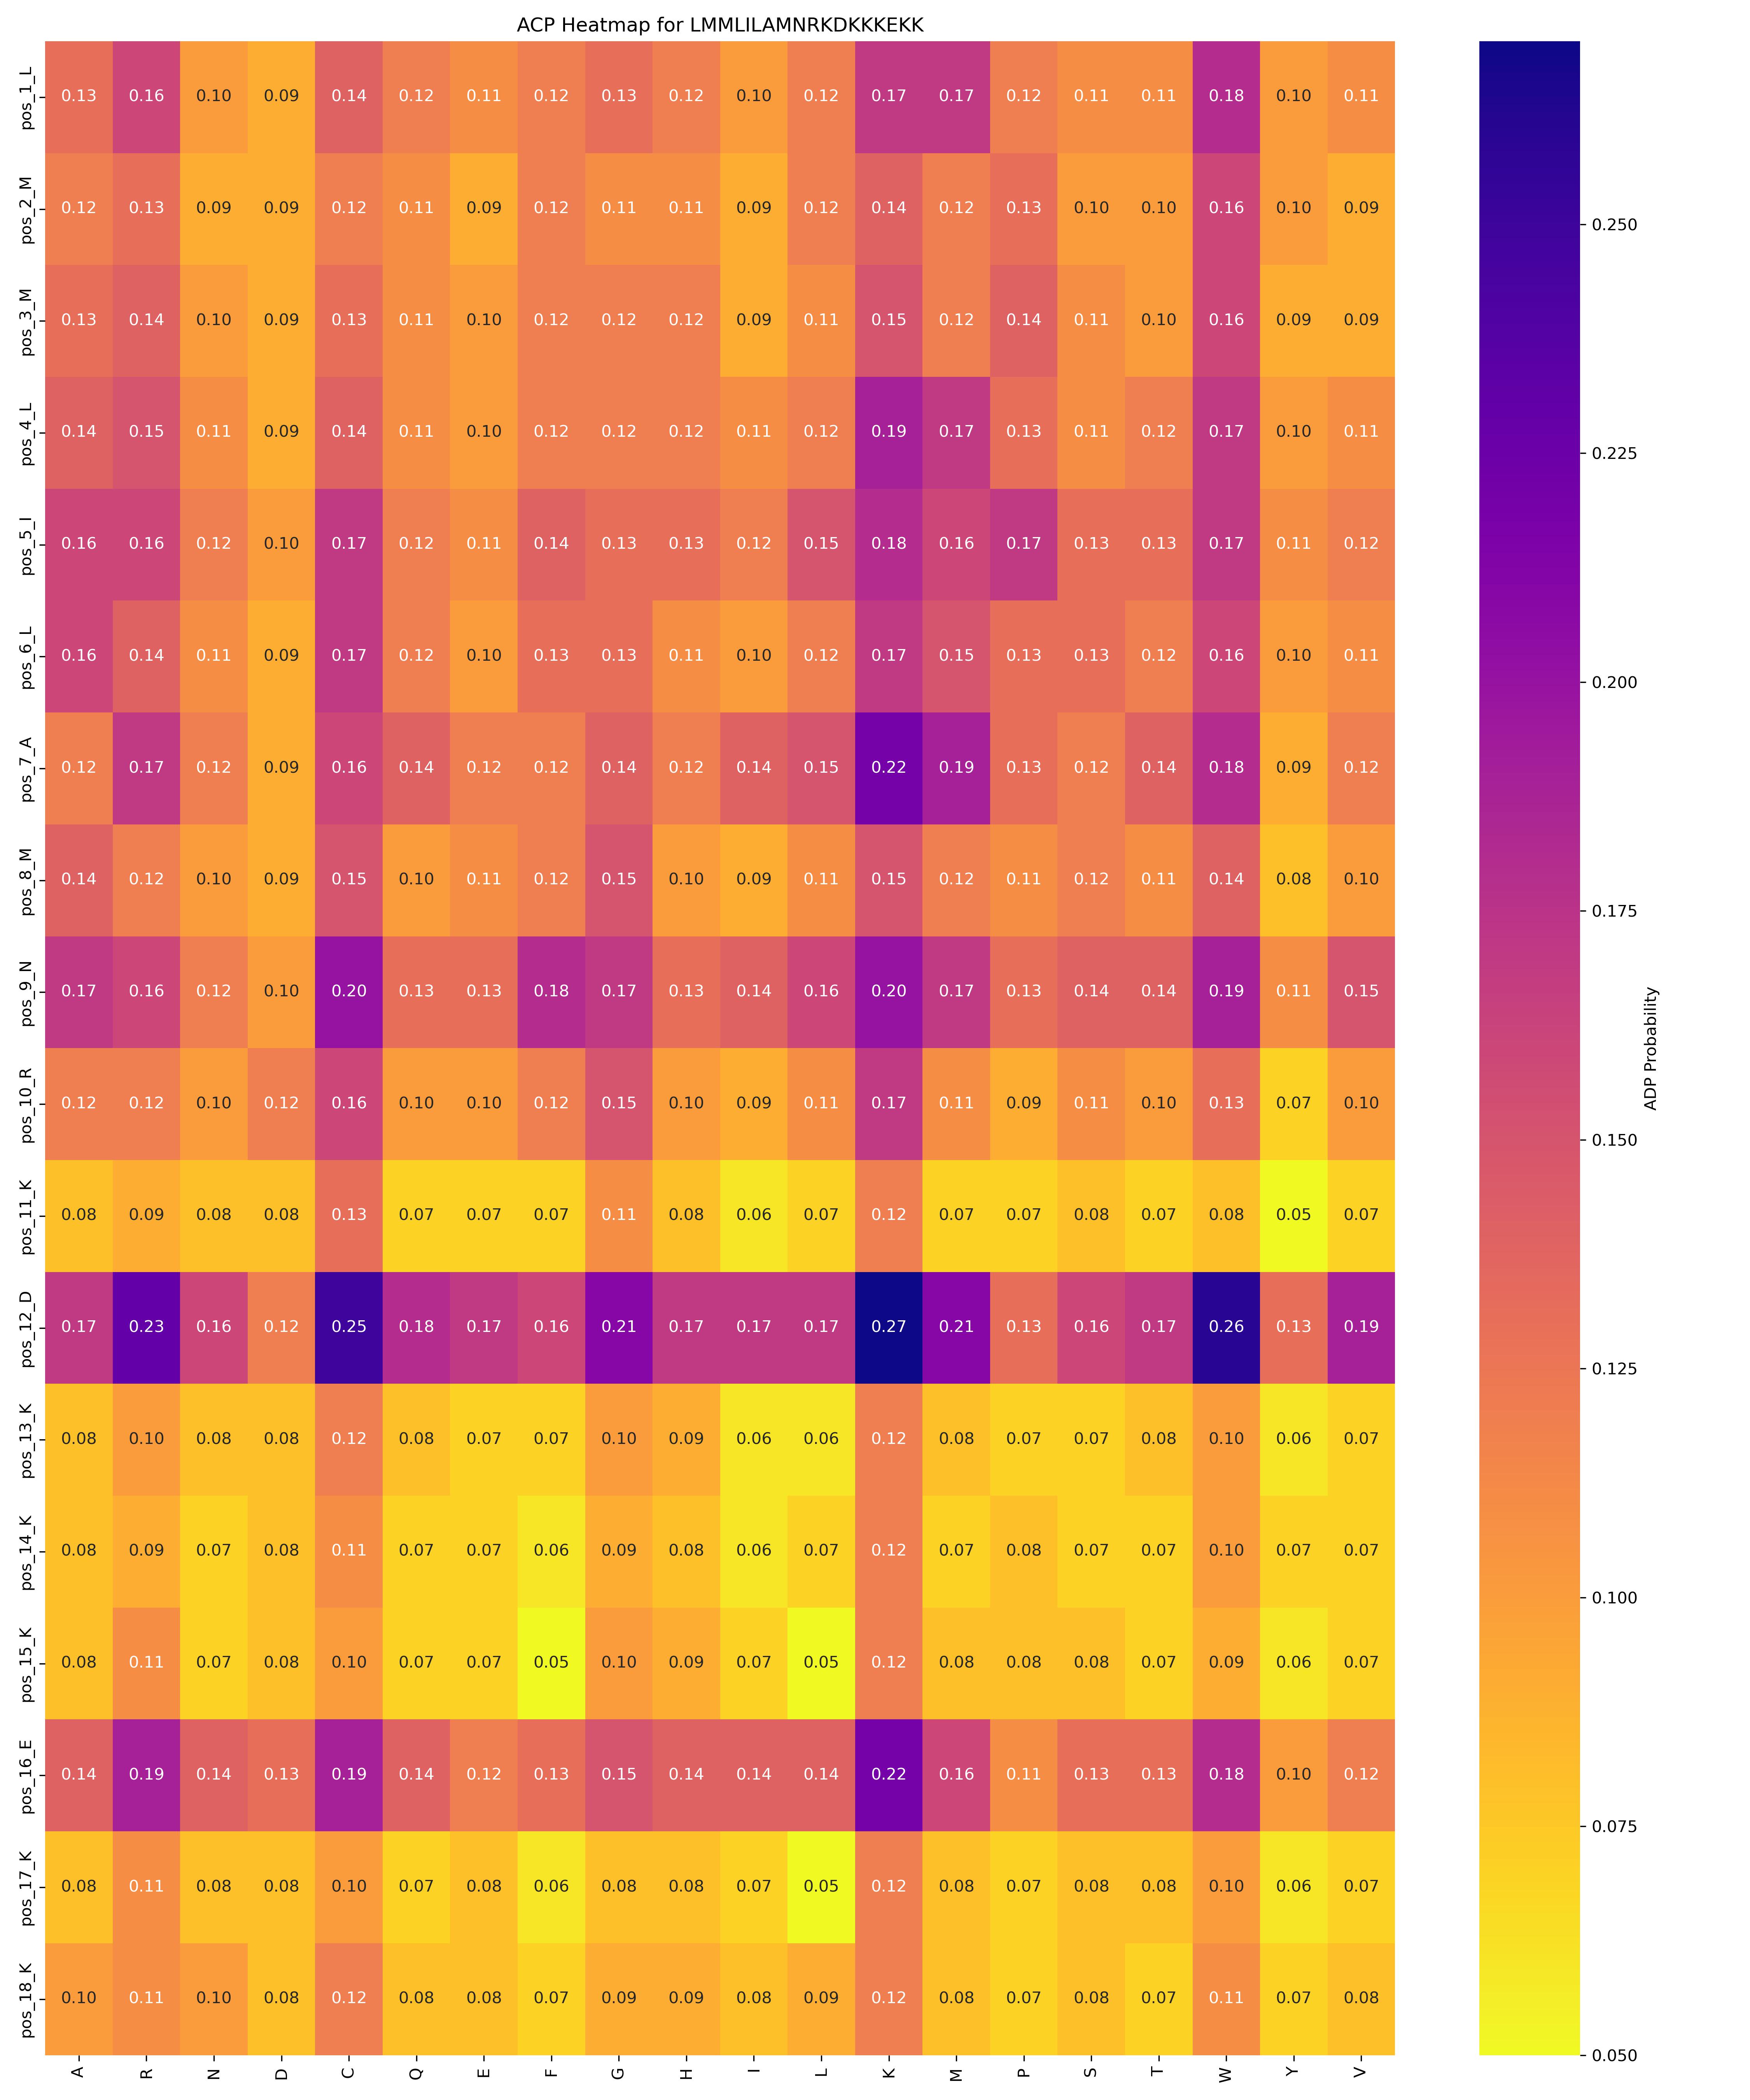 ACP Heatmap for LMMLILAMNRKDKKKEKK
pos_1_L 0.13 0.16 0.10 0.09 0.14 0.12 0.11 0.12 0.13 0.12 0.10 0.12 0.17 0.17 0.12 0.11 0.11 0.18 0.10 0.11
pos_2_M 0.12 0.13 0.09 0.09 0.12 0.11 0.09 0.12 0.11 0.11 0.09 0.12 0.14 0.12 0.13 0.10 0.10 0.16 0.10 0.09
pos_3_M 0.13 0.14 0.10 0.09 0.13 0.11 0.10 0.12 0.12 0.12 0.09 0.11 0.15 0.12 0.14 0.11 0.10 0.16 0.09 0.09
pos_4_L 0.14 0.15 0.11 0.09 0.14 0.11 0.10 0.12 0.12 0.12 0.11 0.12 0.19 0.17 0.13 0.11 0.12 0.17 0.10 0.11
pos_5_I 0.16 0.16 0.12 0.10 0.17 0.12 0.11 0.14 0.13 0.13 0.12 0.15 0.18 0.16 0.17 0.13 0.13 0.17 0.11 0.12
pos_6_L 0.16 0.14 0.11 0.09 0.17 0.12 0.10 0.13 0.13 0.11 0.10 0.12 0.17 0.15 0.13 0.13 0.12 0.16 0.10 0.11
pos_7_A 0.12 0.17 0.12 0.09 0.16 0.14 0.12 0.12 0.14 0.12 0.14 0.15 0.22 0.19 0.13 0.12 0.14 0.18 0.09 0.12
pos_8_M 0.14 0.12 0.10 0.09 0.15 0.10 0.11 0.12 0.15 0.10 0.09 0.11 0.15 0.12 0.11 0.12 0.11 0.14 0.08 0.10
pos_9_N 0.17 0.16 0.12 0.10 0.20 0.13 0.13 0.18 0.17 0.13 0.14 0.16 0.20 0.17 0.13 0.14 0.14 0.19 0.11 0.15
pos_10_R 0.12 0.12 0.10 0.12 0.16 0.10 0.10 0.12 0.15 0.10 0.09 0.11 0.17 0.11 0.09 0.11 0.10 0.13 0.07 0.10
pos_11_K 0.08 0.09 0.08 0.08 0.13 0.07 0.07 0.07 0.11 0.08 0.06 0.07 0.12 0.07 0.07 0.08 0.07 0.08 0.05 0.07
pos_12_D 0.17 0.23 0.16 0.12 0.25 0.18 0.17 0.16 0.21 0.17 0.17 0.17 0.27 0.21 0.13 0.16 0.17 0.26 0.13 0.19
pos_13_K 0.08 0.10 0.08 0.08 0.12 0.08 0.07 0.07 0.10 0.09 0.06 0.06 0.12 0.08 0.07 0.07 0.08 0.10 0.06 0.07
pos_14_K 0.08 0.09 0.07 0.08 0.11 0.07 0.07 0.06 0.09 0.08 0.06 0.07 0.12 0.07 0.08 0.07 0.07 0.10 0.07 0.07
pos_15_K 0.08 0.11 0.07 0.08 0.10 0.07 0.07 0.05 0.10 0.09 0.07 0.05 0.12 0.08 0.08 0.08 0.07 0.09 0.06 0.07
pos_16_E 0.14 0.19 0.14 0.13 0.19 0.14 0.12 0.13 0.15 0.14 0.14 0.14 0.22 0.16 0.11 0.13 0.13 0.18 0.10 0.12
pos_17_K 0.08 0.11 0.08 0.08 0.10 0.07 0.08 0.06 0.08 0.08 0.07 0.05 0.12 0.08 0.07 0.08 0.08 0.10 0.06 0.07
pos_18_K 0.10 0.11 0.10 0.08 0.12 0.08 0.08 0.07 0.09 0.09 0.08 0.09 0.12 0.08 0.07 0.08 0.07 0.11 0.07 0.08
A R N D C Q E F G H I L K M P S T W Y V
0.250
0.225
0.200
0.175
0.150
0.125
0.100
0.075
0.050
ADP Probability